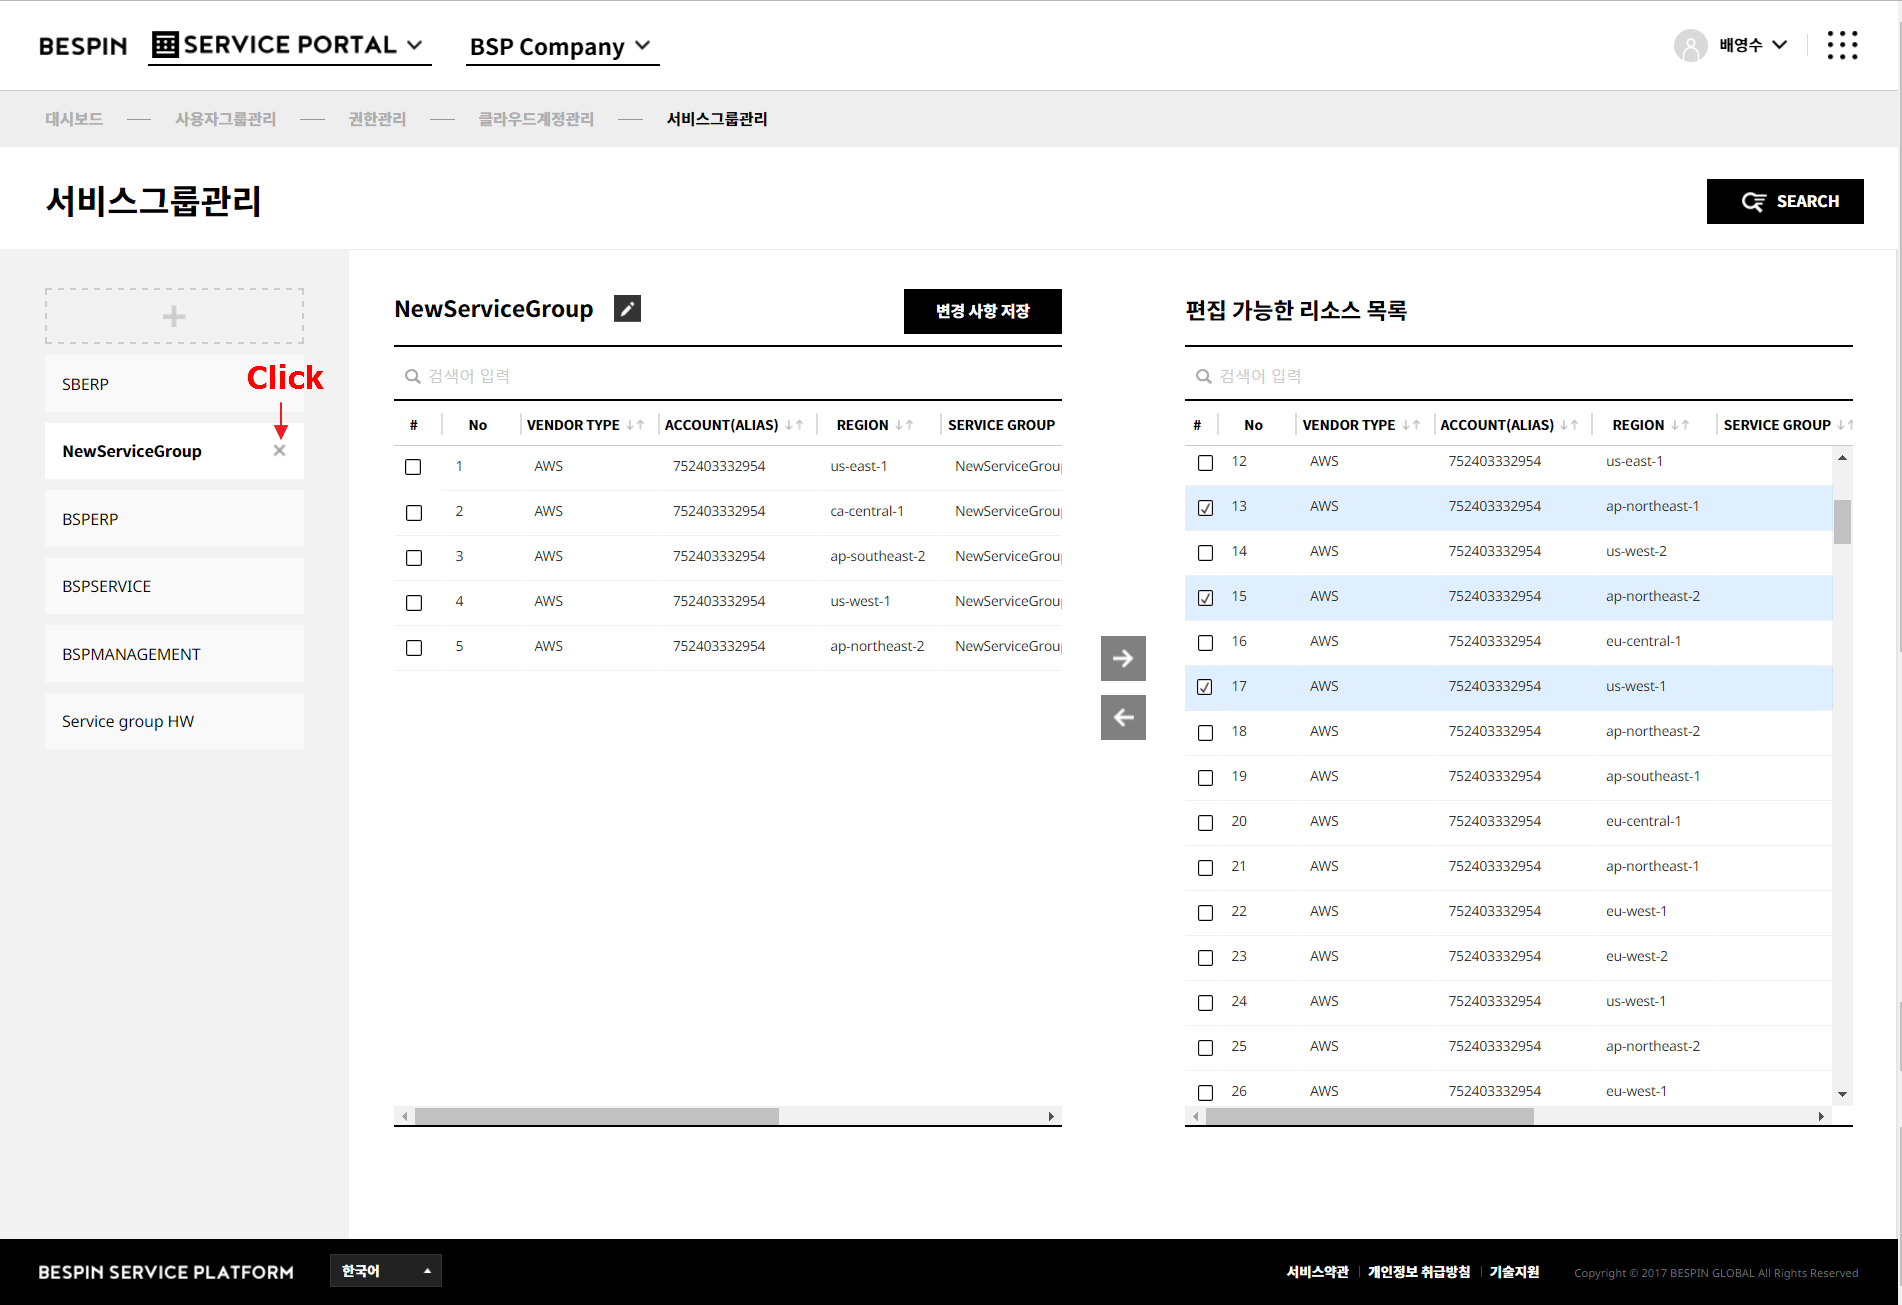 BESPIN SERVICE PORTAL BSP Company 배영수
대시보드 사용자그룹관리 권한관리 클라우드계정관리 서비스그룹관리
서비스그룹관리 SEARCH
+
SBERP
Click
NewServiceGroup
BSPERP
BSPSERVICE
BSPMANAGEMENT
Service group HW
NewServiceGroup 변경 사항 저장
검색어 입력
# No VENDOR TYPE ACCOUNT(ALIAS) REGION SERVICE GROUP
1 AWS 752403332954 us-east-1 NewServiceGrou
2 AWS 752403332954 ca-central-1 NewServiceGrou
3 AWS 752403332954 ap-southeast-2 NewServiceGrou
4 AWS 752403332954 us-west-1 NewServiceGrou
5 AWS 752403332954 ap-northeast-2 NewServiceGrou
편집 가능한 리소스 목록
검색어 입력
# No VENDOR TYPE ACCOUNT(ALIAS) REGION SERVICE GROUP
12 AWS 752403332954 us-east-1
13 AWS 752403332954 ap-northeast-1
14 AWS 752403332954 us-west-2
15 AWS 752403332954 ap-northeast-2
16 AWS 752403332954 eu-central-1
17 AWS 752403332954 us-west-1
18 AWS 752403332954 ap-northeast-2
19 AWS 752403332954 ap-southeast-1
20 AWS 752403332954 eu-central-1
21 AWS 752403332954 ap-northeast-1
22 AWS 752403332954 eu-west-1
23 AWS 752403332954 eu-west-2
24 AWS 752403332954 us-west-1
25 AWS 752403332954 ap-northeast-2
26 AWS 752403332954 eu-west-1
BESPIN SERVICE PLATFORM 한국어 서비스약관 개인정보 취급방침 기술지원 Copyright © 2017 BESPIN GLOBAL All Rights Reserved